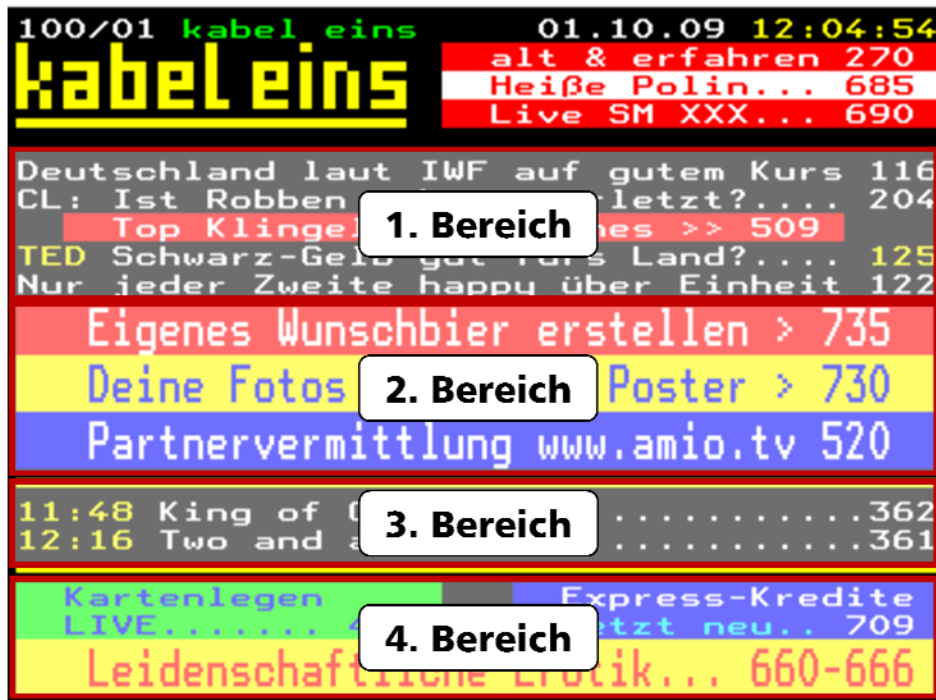 100/01 kabel eins 01.10.09 12:04:54
kabel eins
alt & erfahren 270
Heiße Polin... 685
Live SM XXX... 690
Deutschland laut IWF auf gutem Kurs 116
CL: Ist Robben letzt?.... 204
Top >> 509
1. Bereich
TED Schwarz-Gelb gut fürs Land?.... 125
Nur jeder Zweite happy über Einheit 122
Eigenes Wunschbier erstellen > 735
Deine Fotos Poster > 730
2. Bereich
Partnervermittlung www.amio.tv 520
11:48 King of ...........362
3. Bereich
12:16 Two and ...........361
Kartenlegen Express-Kredite
LIVE....... neu.. 709
4. Bereich
Leidenschaftliche Erotik... 660-666